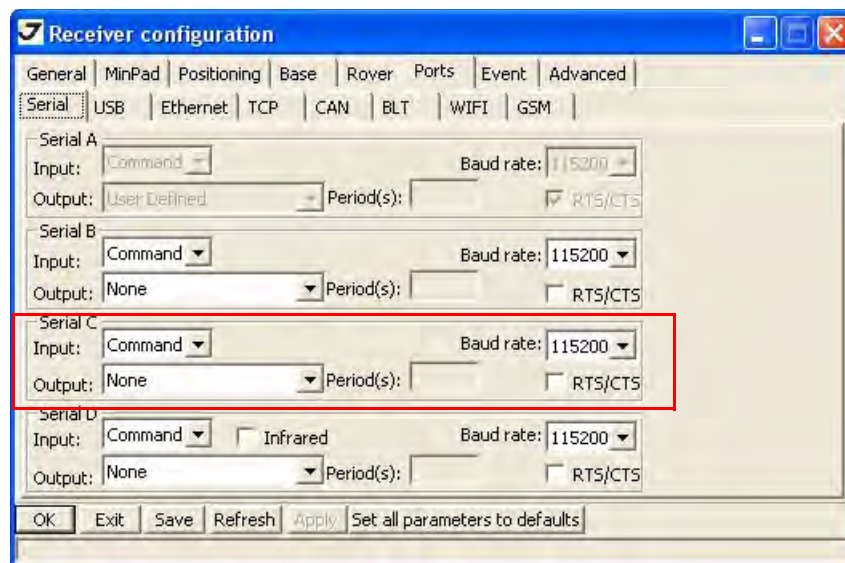 Receiver configuration
General MinPad Positioning Base Rover Ports Event Advanced
Serial USB Ethernet TCP CAN BLT WIFI GSM
Serial A
Input: Command Baud rate: 115200
Output: User Defined Period(s): RTS/CTS
Serial B
Input: Command Baud rate: 115200
Output: None Period(s): RTS/CTS
Serial C
Input: Command Baud rate: 115200
Output: None Period(s): RTS/CTS
Serial D
Input: Command Infrared Baud rate: 115200
Output: None Period(s): RTS/CTS
OK Exit Save Refresh Apply Set all parameters to defaults